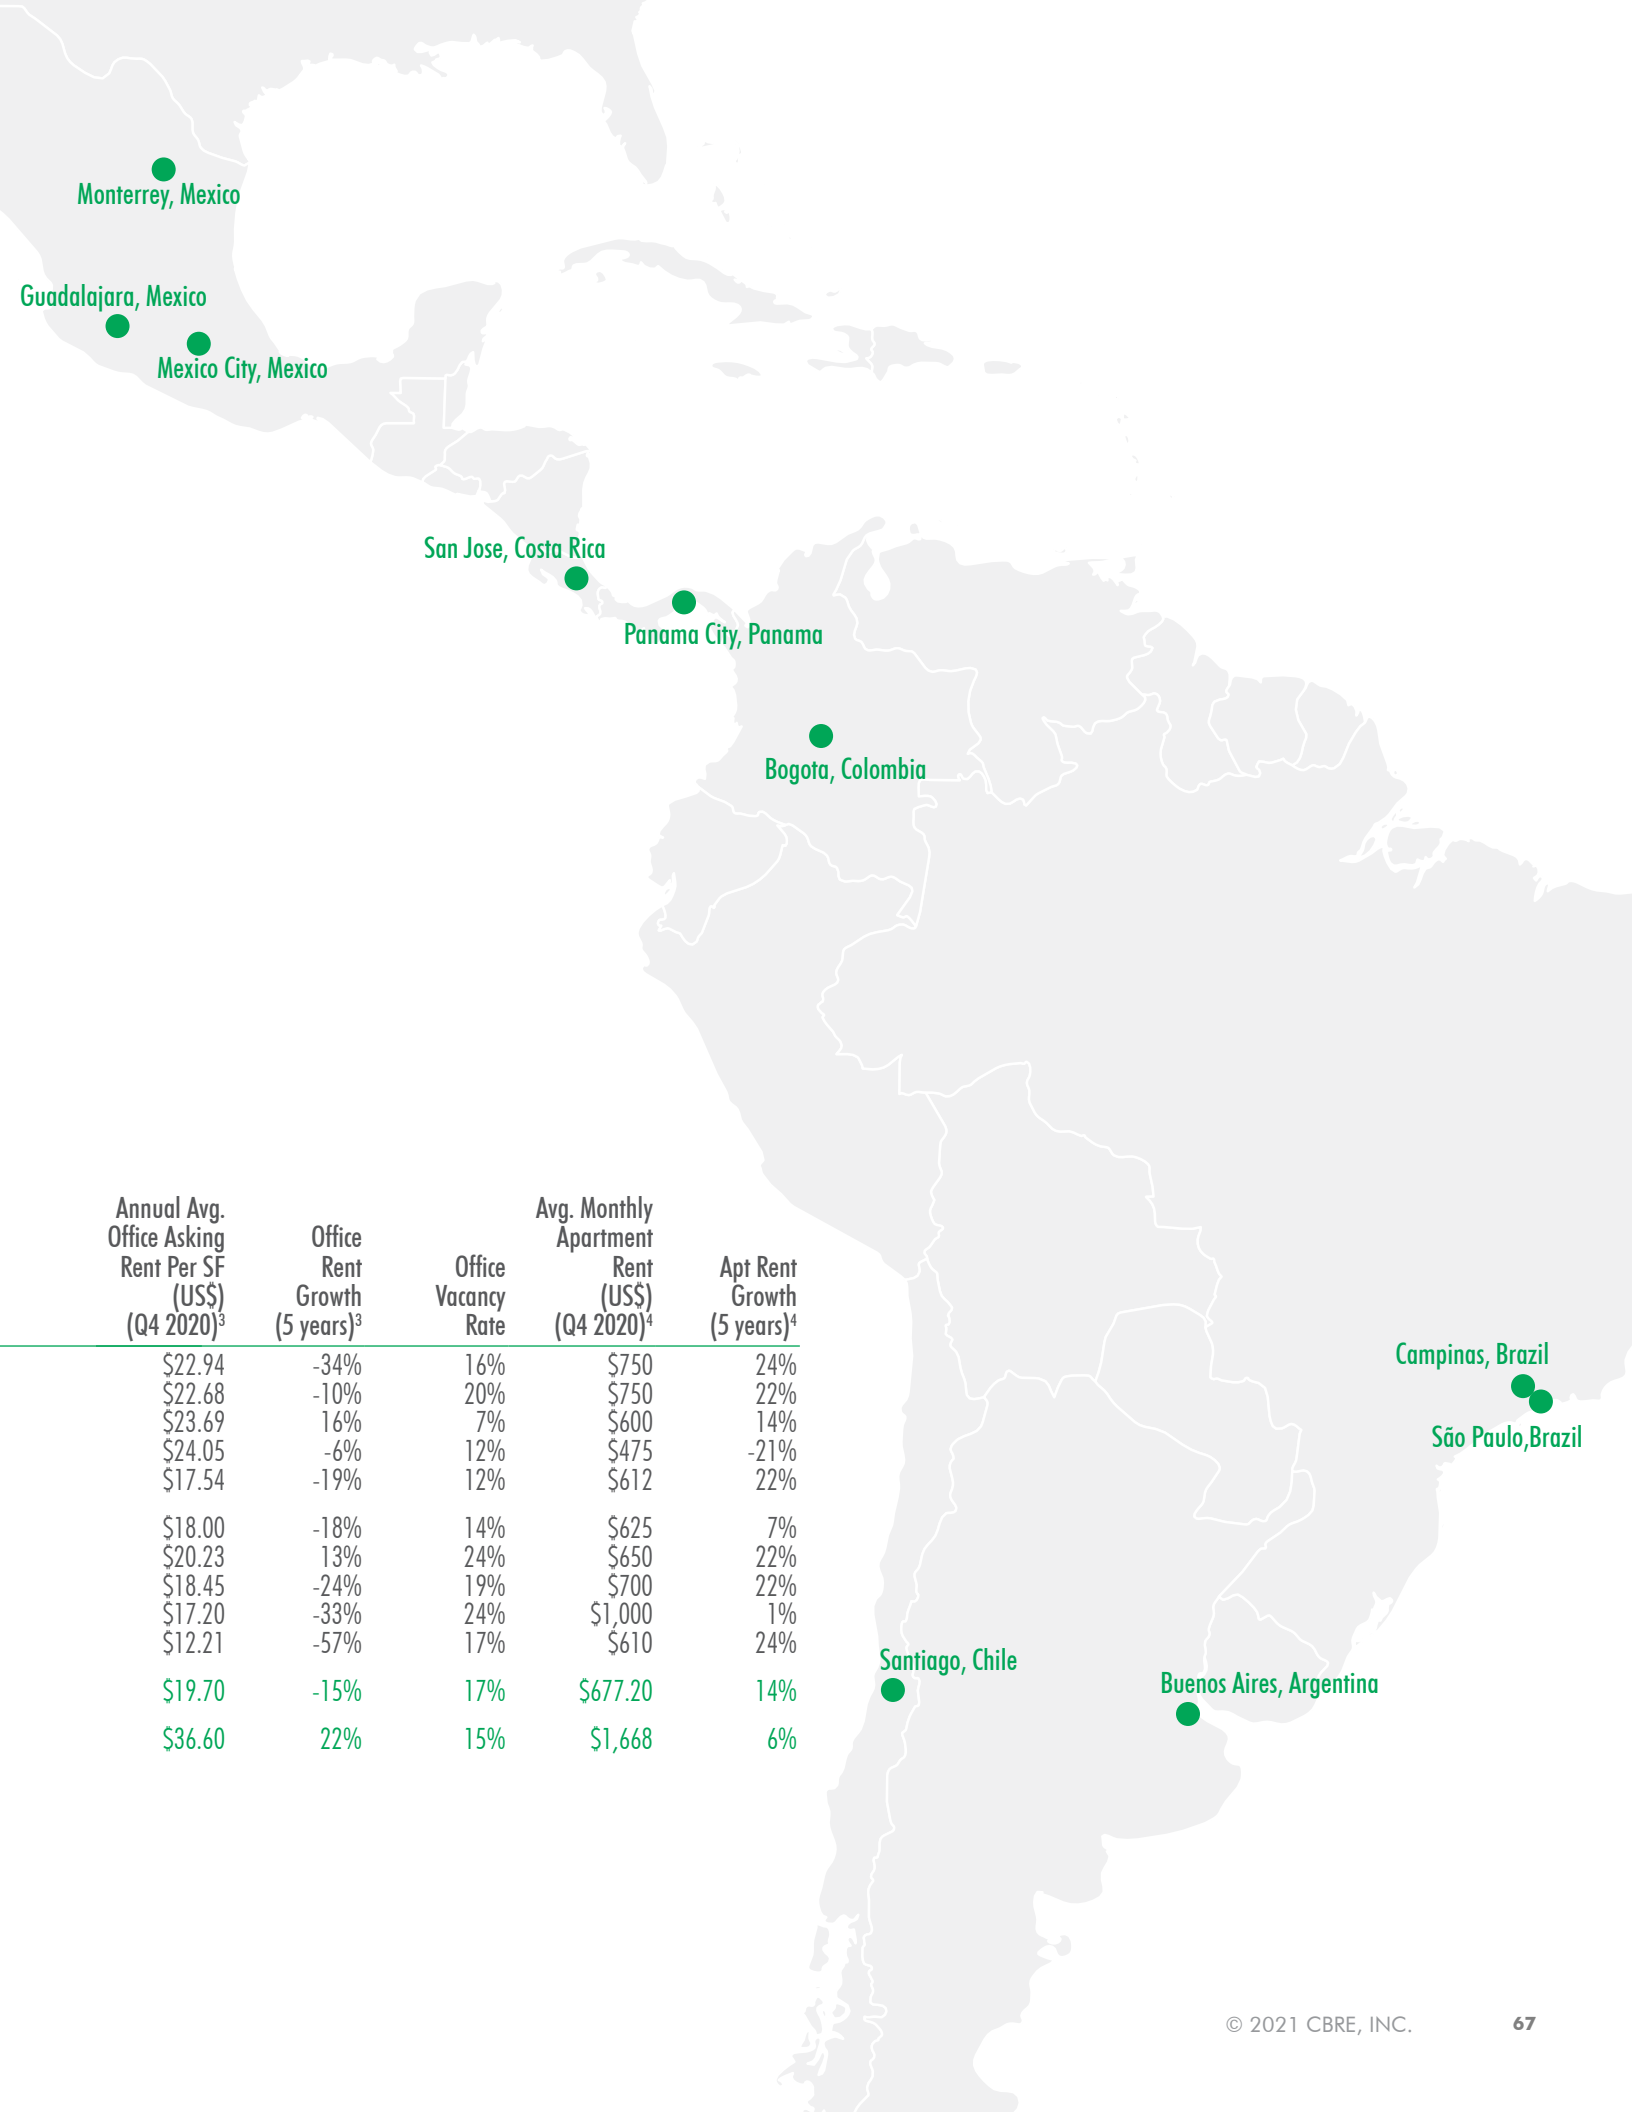 Monterrey, Mexico
Guadalajara, Mexico
Mexico City, Mexico
San Jose, Costa Rica
Panama City, Panama
Bogota, Colombia
Annual Avg. Office Asking Rent Per SF (US$) (Q4 2020)3 Office Rent Growth (5 years)3 Office Vacancy Rate Avg. Monthly Apartment Rent (US$) (Q4 2020)4 Apt Rent Growth (5 years)4
$22.94 -34% 16% $750 24%
$22.68 -10% 20% $750 22%
$23.69 16% 7% $600 14%
$24.05 -6% 12% $475 -21%
$17.54 -19% 12% $612 22%
$18.00 -18% 14% $625 7%
$20.23 13% 24% $650 22%
$18.45 -24% 19% $700 22%
$17.20 -33% 24% $1,000 1%
$12.21 -57% 17% $610 24%
$19.70 -15% 17% $677.20 14%
$36.60 22% 15% $1,668 6%
Campinas, Brazil
São Paulo,Brazil
Santiago, Chile
Buenos Aires, Argentina
© 2021 CBRE, INC. 67